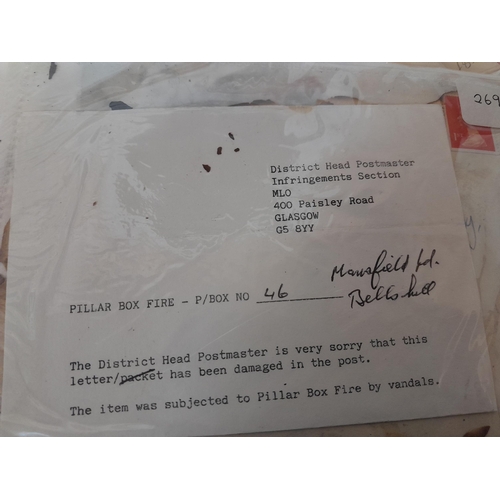 269
District Head Postmaster
Infringements Section
MLO
400 Paisley Road
GLASGOW
G5 8YY
PILLAR BOX FIRE - P/BOX NO 46 Mansfield Rd.
Bellshill
The District Head Postmaster is very sorry that this
letter/packet has been damaged in the post.
The item was subjected to Pillar Box Fire by vandals.